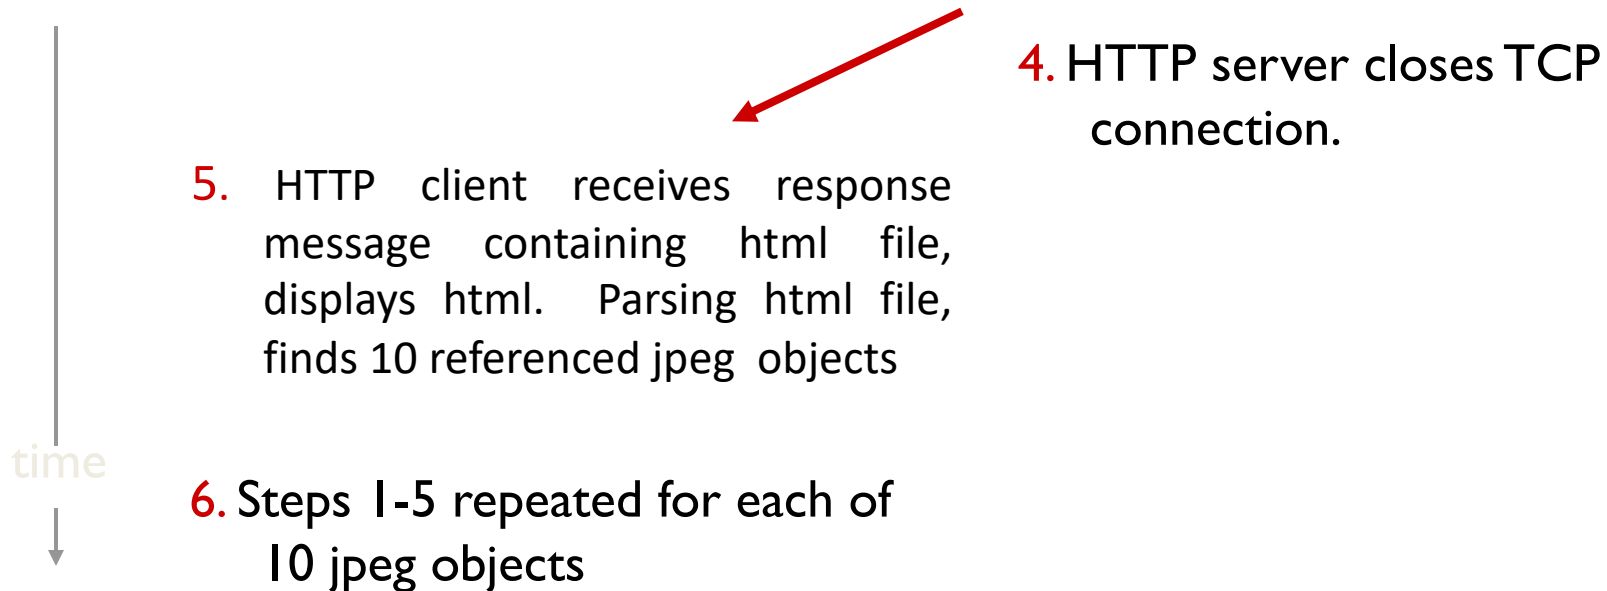 4. HTTP server closes TCP
connection.
5. HTTP client receives response
message containing html file,
displays html. Parsing html file,
finds 10 referenced jpeg objects
time
6. Steps 1-5 repeated for each of
10 jpeg objects